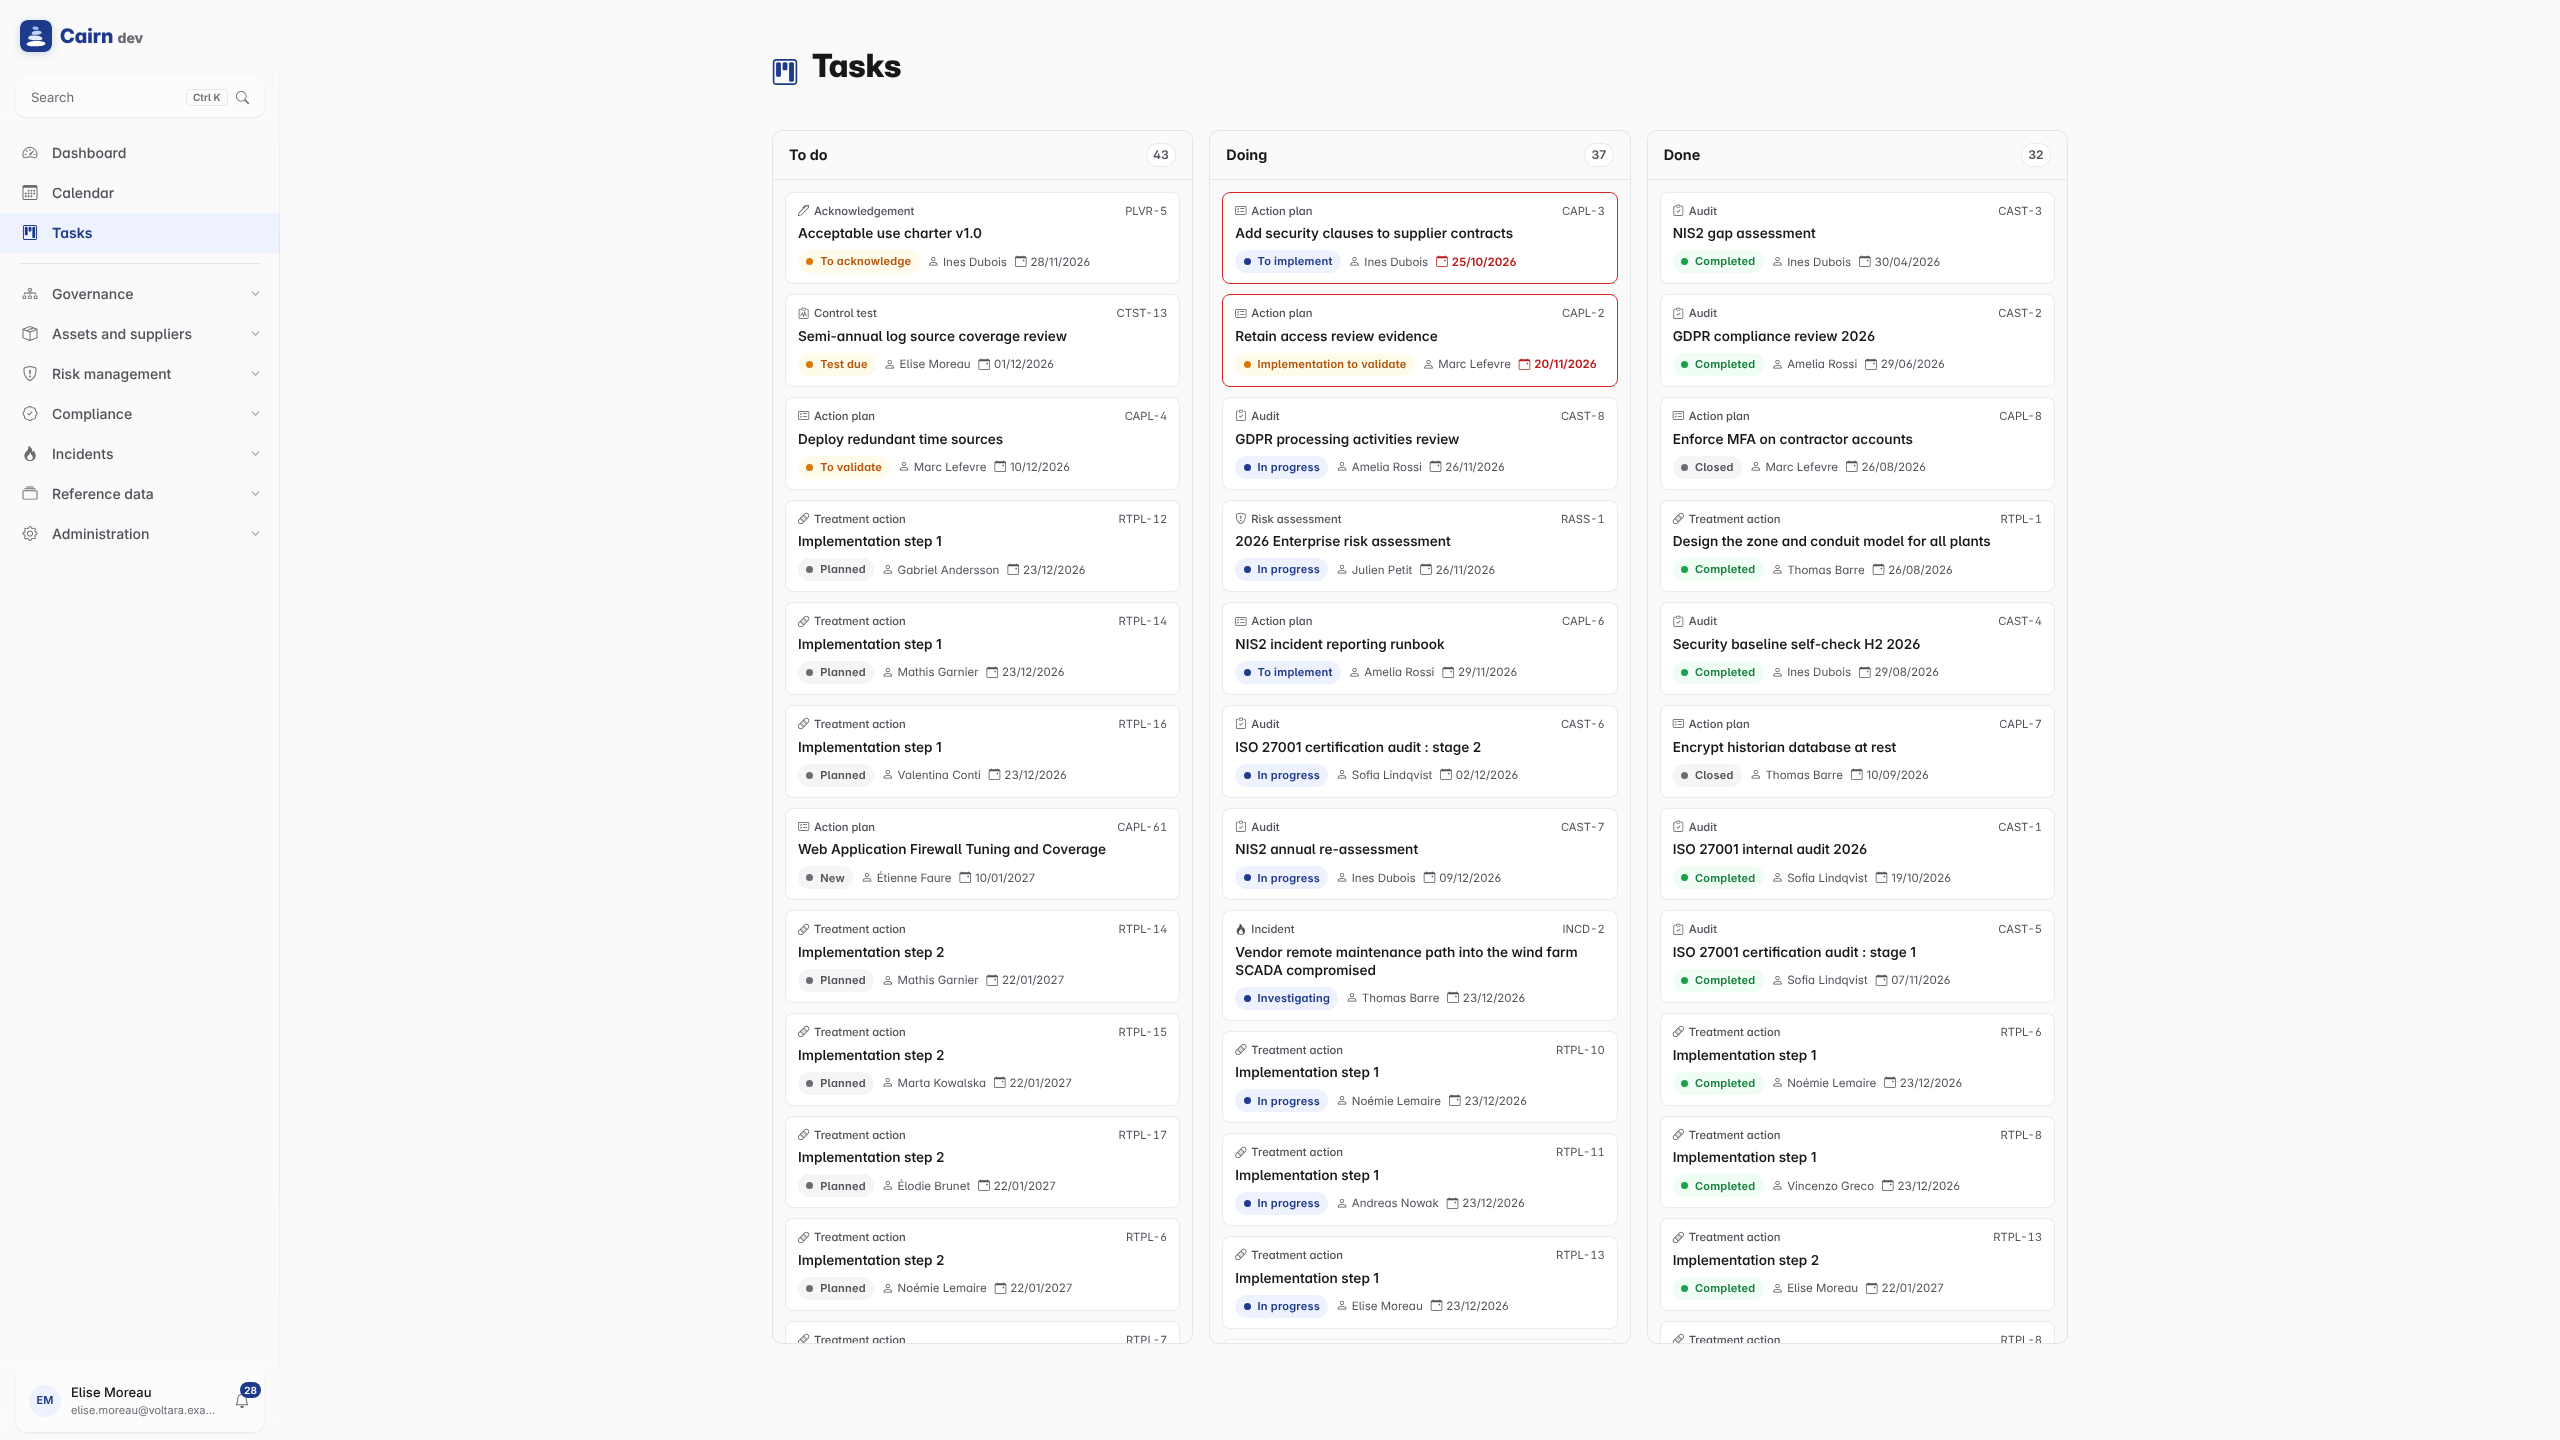 Cairn dev
Search Ctrl K
Dashboard
Calendar
Tasks
Governance
Assets and suppliers
Risk management
Compliance
Incidents
Reference data
Administration
EM
Elise Moreau
elise.moreau@voltara.exa...
28
Tasks
To do 43
Acknowledgement PLVR-5
Acceptable use charter v1.0
To acknowledge Ines Dubois 28/11/2026
Control test CTST-13
Semi-annual log source coverage review
Test due Elise Moreau 01/12/2026
Action plan CAPL-4
Deploy redundant time sources
To validate Marc Lefevre 10/12/2026
Treatment action RTPL-12
Implementation step 1
Planned Gabriel Andersson 23/12/2026
Treatment action RTPL-14
Implementation step 1
Planned Mathis Garnier 23/12/2026
Treatment action RTPL-16
Implementation step 1
Planned Valentina Conti 23/12/2026
Action plan CAPL-61
Web Application Firewall Tuning and Coverage
New Étienne Faure 10/01/2027
Treatment action RTPL-14
Implementation step 2
Planned Mathis Garnier 22/01/2027
Treatment action RTPL-15
Implementation step 2
Planned Marta Kowalska 22/01/2027
Treatment action RTPL-17
Implementation step 2
Planned Élodie Brunet 22/01/2027
Treatment action RTPL-6
Implementation step 2
Planned Noémie Lemaire 22/01/2027
Treatment action RTPL-7
Doing 37
Action plan CAPL-3
Add security clauses to supplier contracts
To implement Ines Dubois 25/10/2026
Action plan CAPL-2
Retain access review evidence
Implementation to validate Marc Lefevre 20/11/2026
Audit CAST-8
GDPR processing activities review
In progress Amelia Rossi 26/11/2026
Risk assessment RASS-1
2026 Enterprise risk assessment
In progress Julien Petit 26/11/2026
Action plan CAPL-6
NIS2 incident reporting runbook
To implement Amelia Rossi 29/11/2026
Audit CAST-6
ISO 27001 certification audit : stage 2
In progress Sofia Lindqvist 02/12/2026
Audit CAST-7
NIS2 annual re-assessment
In progress Ines Dubois 09/12/2026
Incident INCD-2
Vendor remote maintenance path into the wind farm
SCADA compromised
Investigating Thomas Barre 23/12/2026
Treatment action RTPL-10
Implementation step 1
In progress Noémie Lemaire 23/12/2026
Treatment action RTPL-11
Implementation step 1
In progress Andreas Nowak 23/12/2026
Treatment action RTPL-13
Implementation step 1
In progress Elise Moreau 23/12/2026
Done 32
Audit CAST-3
NIS2 gap assessment
Completed Ines Dubois 30/04/2026
Audit CAST-2
GDPR compliance review 2026
Completed Amelia Rossi 29/06/2026
Action plan CAPL-8
Enforce MFA on contractor accounts
Closed Marc Lefevre 26/08/2026
Treatment action RTPL-1
Design the zone and conduit model for all plants
Completed Thomas Barre 26/08/2026
Audit CAST-4
Security baseline self-check H2 2026
Completed Ines Dubois 29/08/2026
Action plan CAPL-7
Encrypt historian database at rest
Closed Thomas Barre 10/09/2026
Audit CAST-1
ISO 27001 internal audit 2026
Completed Sofia Lindqvist 19/10/2026
Audit CAST-5
ISO 27001 certification audit : stage 1
Completed Sofia Lindqvist 07/11/2026
Treatment action RTPL-6
Implementation step 1
Completed Noémie Lemaire 23/12/2026
Treatment action RTPL-8
Implementation step 1
Completed Vincenzo Greco 23/12/2026
Treatment action RTPL-13
Implementation step 2
Completed Elise Moreau 22/01/2027
Treatment action RTPL-8